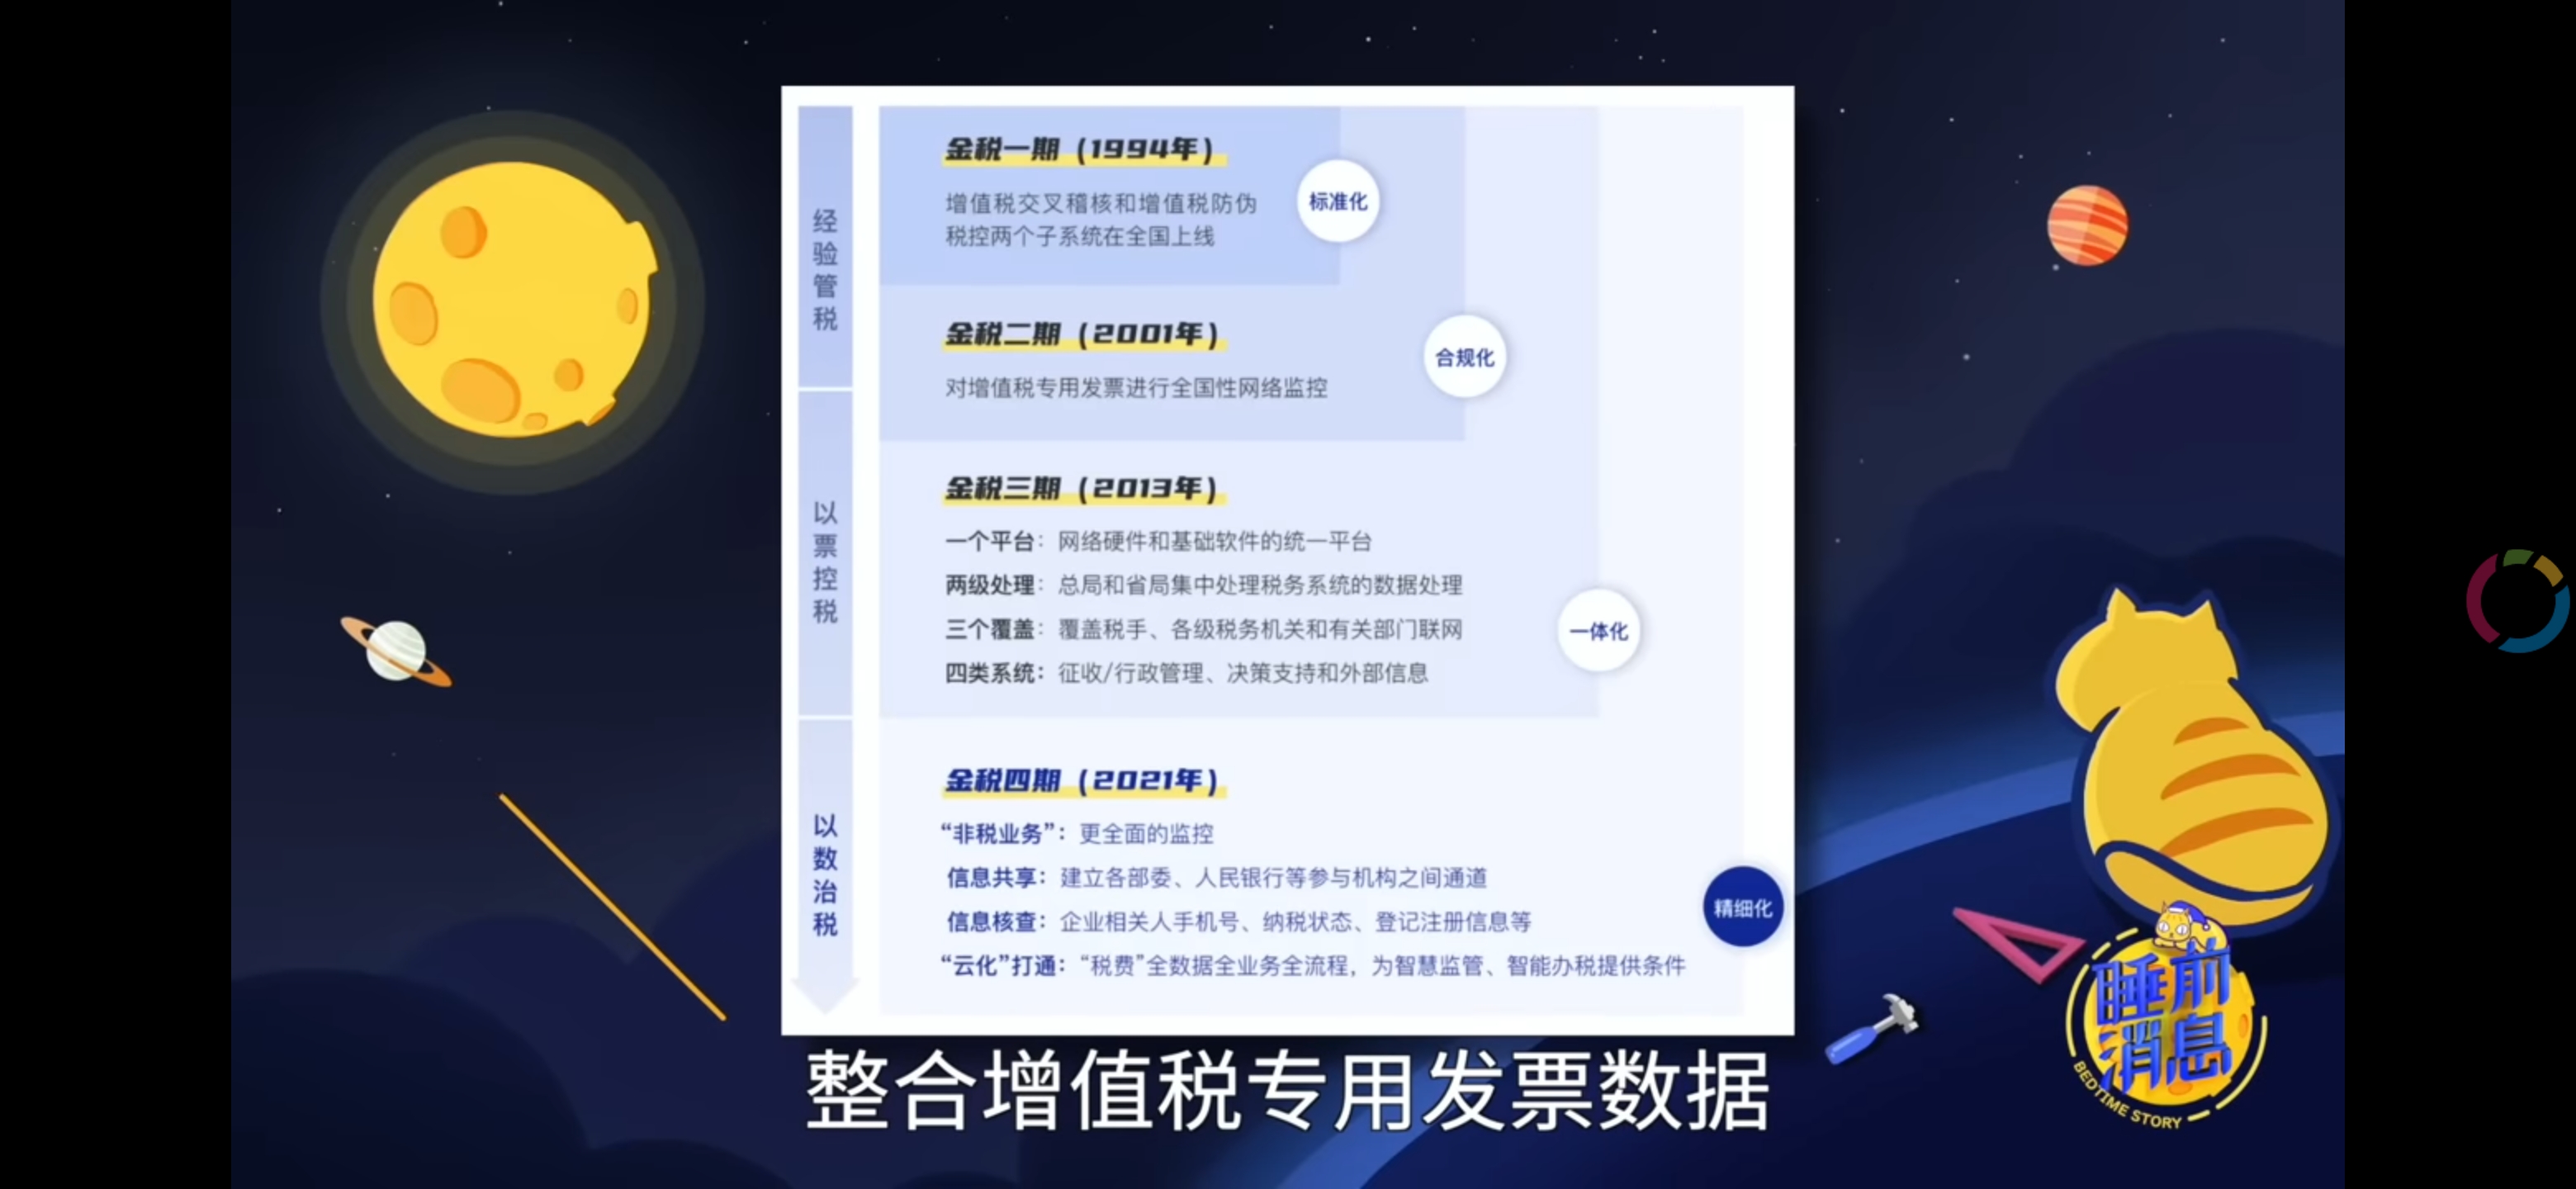 经验管税
金税一期（1994年）
增值税交叉稽核和增值税防伪
税控两个子系统在全国上线
标准化
金税二期（2001年）
对增值税专用发票进行全国性网络监控
合规化
以票控税
金税三期（2013年）
一个平台：网络硬件和基础软件的统一平台
两级处理：总局和省局集中处理税务系统的数据处理
三个覆盖：覆盖税手、各级税务机关和有关部门联网
四类系统：征收/行政管理、决策支持和外部信息
一体化
以数治税
金税四期（2021年）
“非税业务”：更全面的监控
信息共享：建立各部委、人民银行等参与机构之间通道
信息核查：企业相关人手机号、纳税状态、登记注册信息等
“云化”打通：“税费”全数据全业务全流程，为智慧监管、智能办税提供条件
精细化
整合增值税专用发票数据
睡前
消息
BEDTIME STORY